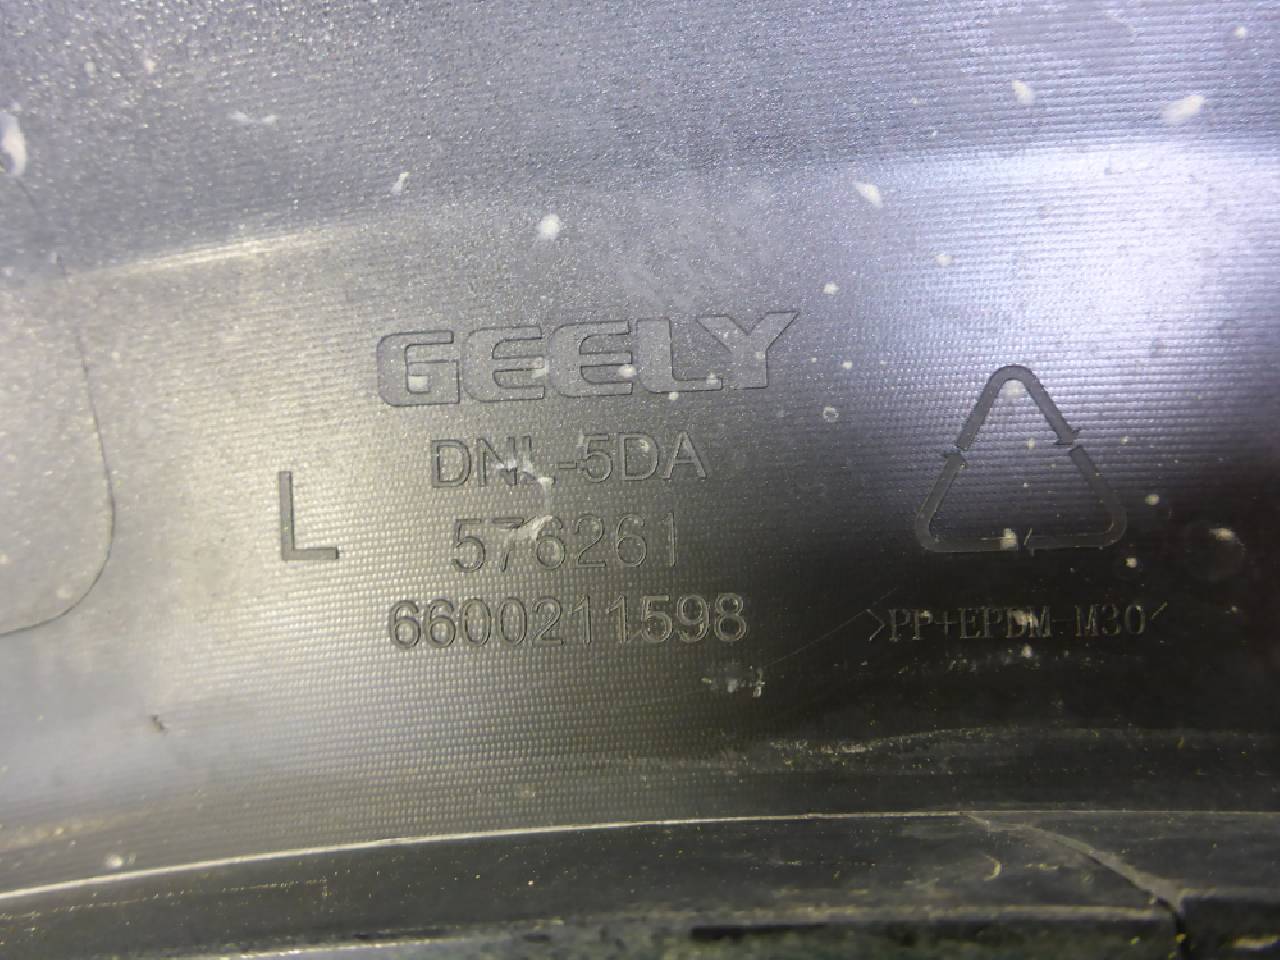 GEELY
DNL-5DA
L
576261
6600211598
>PP+EPDM-M30<